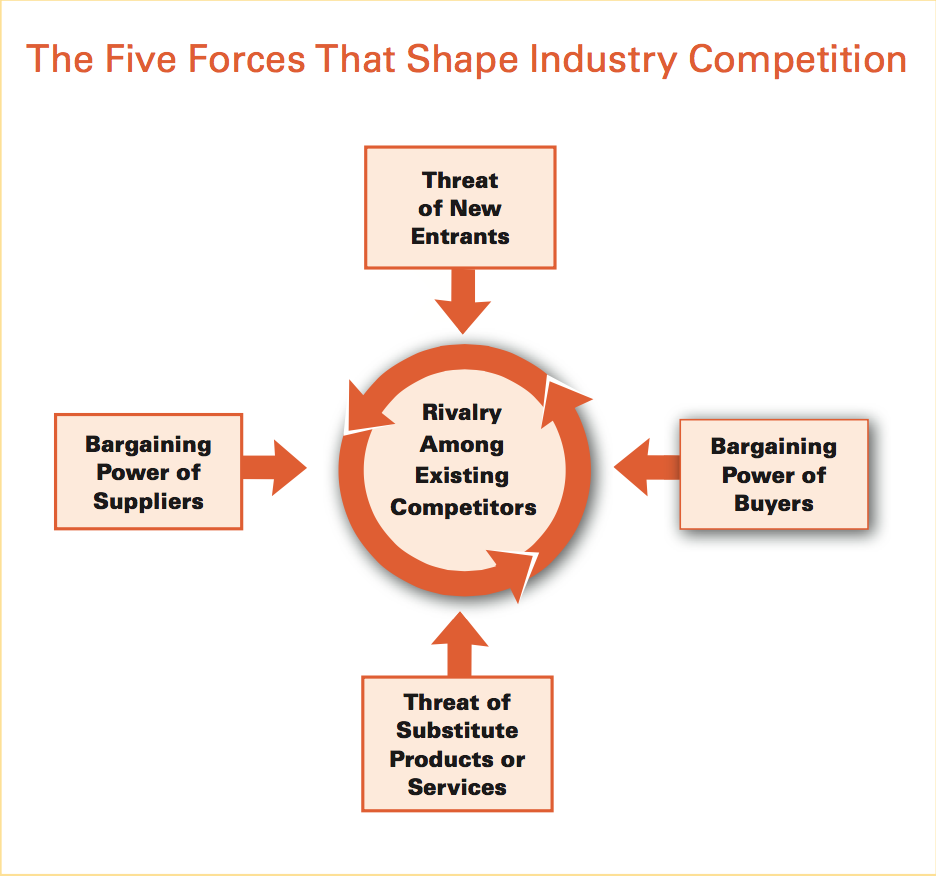 The Five Forces That Shape Industry Competition
Threat
of New
Entrants
Rivalry
Among
Existing
Competitors
Bargaining
Power of
Suppliers
Bargaining
Power of
Buyers
Threat of
Substitute
Products or
Services